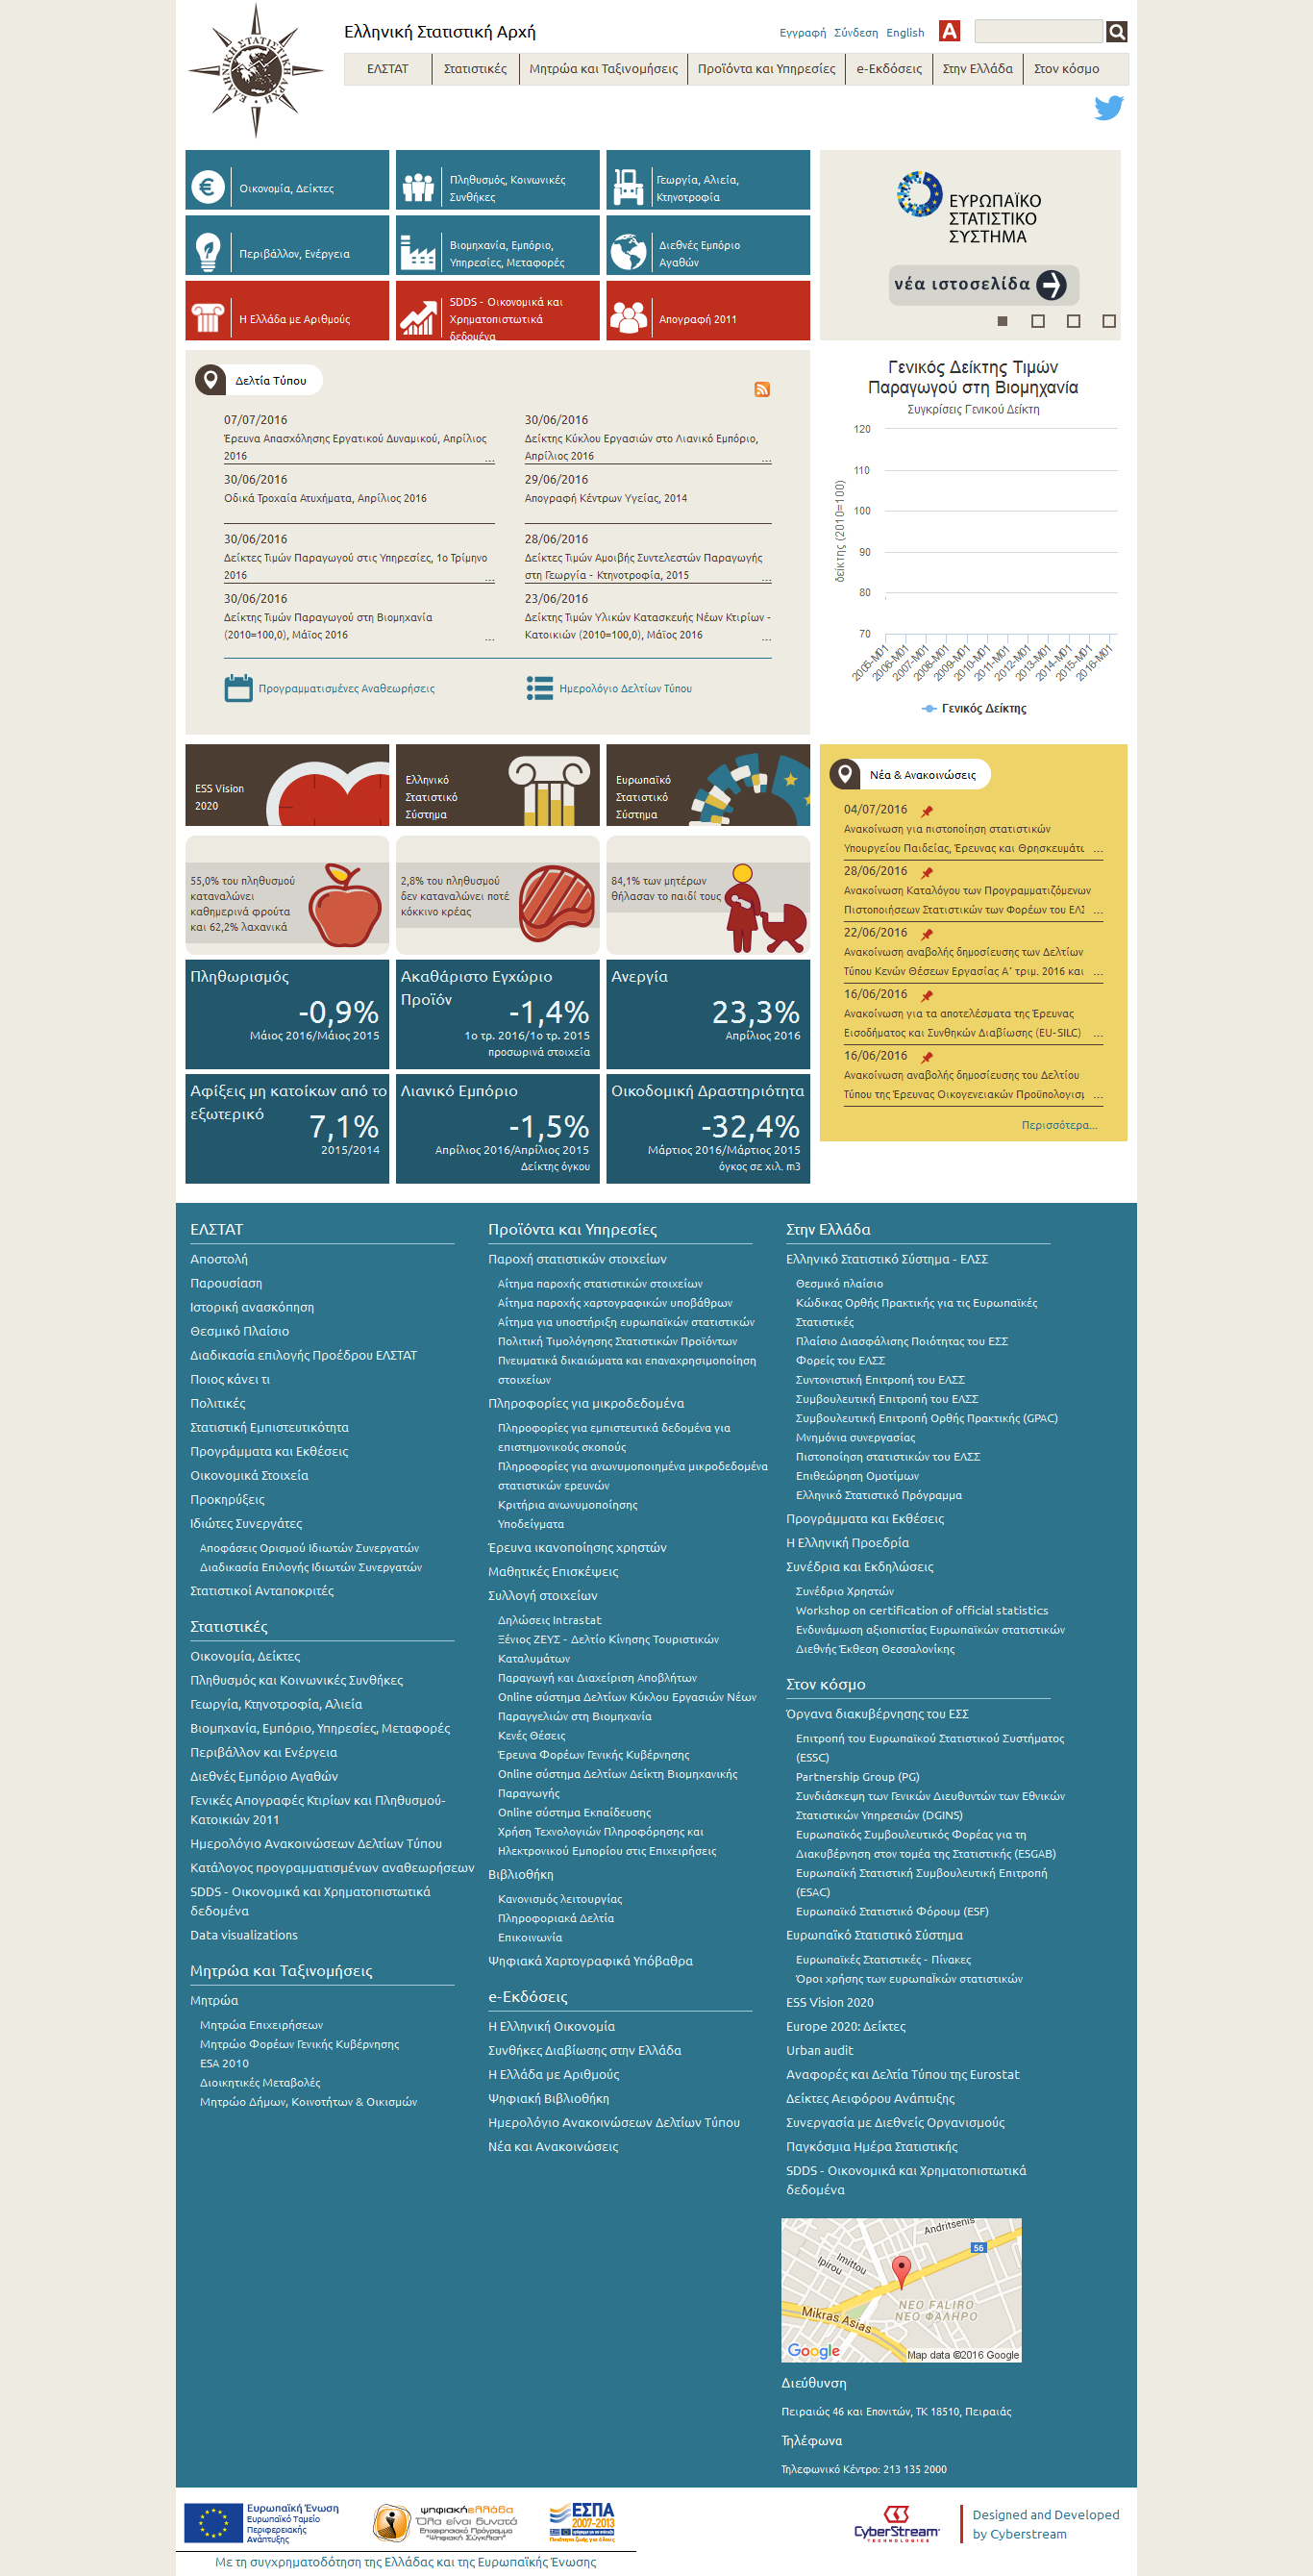 Ελληνική Στατιστική Αρχή
Εγγραφή Σύνδεση English
ΕΛΣΤΑΤ
Στατιστικές
Μητρώα και Ταξινομήσεις
Προϊόντα και Υπηρεσίες
e-Εκδόσεις
Στην Ελλάδα
Στον κόσμο
Οικονομία, Δείκτες
Πληθυσμός, Κοινωνικές
Συνθήκες
Γεωργία, Αλιεία,
Κτηνοτροφία
Περιβάλλον, Ενέργεια
Βιομηχανία, Εμπόριο,
Υπηρεσίες, Μεταφορές
Διεθνές Εμπόριο
Αγαθών
Η Ελλάδα με Αριθμούς
SDDS - Οικονομικά και
Χρηματοπιστωτικά
δεδομένα
Απογραφή 2011
ΕΥΡΩΠΑΪΚΟ
ΣΤΑΤΙΣΤΙΚΟ
ΣΥΣΤΗΜΑ
νέα ιστοσελίδα
Δελτία Τύπου
07/07/2016
Έρευνα Απασχόλησης Εργατικού Δυναμικού, Απρίλιος
2016 ...
30/06/2016
Οδικά Τροχαία Ατυχήματα, Απρίλιος 2016
30/06/2016
Δείκτες Τιμών Παραγωγού στις Υπηρεσίες, 1ο Τρίμηνο
2016 ...
30/06/2016
Δείκτης Τιμών Παραγωγού στη Βιομηχανία
(2010=100,0), Μάϊος 2016 ...
30/06/2016
Δείκτης Κύκλου Εργασιών στο Λιανικό Εμπόριο,
Απρίλιος 2016 ...
29/06/2016
Απογραφή Κέντρων Υγείας, 2014
28/06/2016
Δείκτες Τιμών Αμοιβής Συντελεστών Παραγωγής
στη Γεωργία - Κτηνοτροφία, 2015 ...
23/06/2016
Δείκτης Τιμών Υλικών Κατασκευής Νέων Κτιρίων -
Κατοικιών (2010=100,0), Μάϊος 2016 ...
Προγραμματισμένες Αναθεωρήσεις
Ημερολόγιο Δελτίων Τύπου
Γενικός Δείκτης Τιμών
Παραγωγού στη Βιομηχανία
Συγκρίσεις Γενικού Δείκτη
δείκτης (2010=100)
120
110
100
90
80
70
2005-M01
2006-M01
2007-M01
2008-M01
2009-M01
2010-M01
2011-M01
2012-M01
2013-M01
2014-M01
2015-M01
2016-M01
Γενικός Δείκτης
ESS Vision
2020
Ελληνικό
Στατιστικό
Σύστημα
Ευρωπαϊκό
Στατιστικό
Σύστημα
55,0% του πληθυσμού
καταναλώνει
καθημερινά φρούτα
και 62,2% λαχανικά
2,8% του πληθυσμού
δεν καταναλώνει ποτέ
κόκκινο κρέας
84,1% των μητέρων
θήλασαν το παιδί τους
Πληθωρισμός
-0,9%
Μάιος 2016/Μάιος 2015
Ακαθάριστο Εγχώριο
Προϊόν
-1,4%
1ο τρ. 2016/1ο τρ. 2015
προσωρινά στοιχεία
Ανεργία
23,3%
Απρίλιος 2016
Αφίξεις μη κατοίκων από το
εξωτερικό
7,1%
2015/2014
Λιανικό Εμπόριο
-1,5%
Απρίλιος 2016/Απρίλιος 2015
Δείκτης όγκου
Οικοδομική Δραστηριότητα
-32,4%
Μάρτιος 2016/Μάρτιος 2015
όγκος σε χιλ. m3
Νέα & Ανακοινώσεις
04/07/2016
Ανακοίνωση για πιστοποίηση στατιστικών
Υπουργείου Παιδείας, Έρευνας και Θρησκευμάτω ...
28/06/2016
Ανακοίνωση Καταλόγου των Προγραμματιζόμενων
Πιστοποιήσεων Στατιστικών των Φορέων του ΕΛΣ ...
22/06/2016
Ανακοίνωση αναβολής δημοσίευσης των Δελτίων
Τύπου Κενών Θέσεων Εργασίας Α΄ τριμ. 2016 και ...
16/06/2016
Ανακοίνωση για τα αποτελέσματα της Έρευνας
Εισοδήματος και Συνθηκών Διαβίωσης (EU-SILC) ...
16/06/2016
Ανακοίνωση αναβολής δημοσίευσης του Δελτίου
Τύπου της Έρευνας Οικογενειακών Προϋπολογισμ ...
Περισσότερα...
ΕΛΣΤΑΤ
Αποστολή
Παρουσίαση
Ιστορική ανασκόπηση
Θεσμικό Πλαίσιο
Διαδικασία επιλογής Προέδρου ΕΛΣΤΑΤ
Ποιος κάνει τι
Πολιτικές
Στατιστική Εμπιστευτικότητα
Προγράμματα και Εκθέσεις
Οικονομικά Στοιχεία
Προκηρύξεις
Ιδιώτες Συνεργάτες
Αποφάσεις Ορισμού Ιδιωτών Συνεργατών
Διαδικασία Επιλογής Ιδιωτών Συνεργατών
Στατιστικοί Ανταποκριτές
Στατιστικές
Οικονομία, Δείκτες
Πληθυσμός και Κοινωνικές Συνθήκες
Γεωργία, Κτηνοτροφία, Αλιεία
Βιομηχανία, Εμπόριο, Υπηρεσίες, Μεταφορές
Περιβάλλον και Ενέργεια
Διεθνές Εμπόριο Αγαθών
Γενικές Απογραφές Κτιρίων και Πληθυσμού-
Κατοικιών 2011
Ημερολόγιο Ανακοινώσεων Δελτίων Τύπου
Κατάλογος προγραμματισμένων αναθεωρήσεων
SDDS - Οικονομικά και Χρηματοπιστωτικά
δεδομένα
Data visualizations
Μητρώα και Ταξινομήσεις
Μητρώα
Μητρώα Επιχειρήσεων
Μητρώο Φορέων Γενικής Κυβέρνησης
ESA 2010
Διοικητικές Μεταβολές
Μητρώο Δήμων, Κοινοτήτων & Οικισμών
Προϊόντα και Υπηρεσίες
Παροχή στατιστικών στοιχείων
Αίτημα παροχής στατιστικών στοιχείων
Αίτημα παροχής χαρτογραφικών υποβάθρων
Αίτημα για υποστήριξη ευρωπαϊκών στατιστικών
Πολιτική Τιμολόγησης Στατιστικών Προϊόντων
Πνευματικά δικαιώματα και επαναχρησιμοποίηση
στοιχείων
Πληροφορίες για μικροδεδομένα
Πληροφορίες για εμπιστευτικά δεδομένα για
επιστημονικούς σκοπούς
Πληροφορίες για ανωνυμοποιημένα μικροδεδομένα
στατιστικών ερευνών
Κριτήρια ανωνυμοποίησης
Υποδείγματα
Έρευνα ικανοποίησης χρηστών
Μαθητικές Επισκέψεις
Συλλογή στοιχείων
Δηλώσεις Intrastat
Ξένιος ΖΕΥΣ - Δελτίο Κίνησης Τουριστικών
Καταλυμάτων
Παραγωγή και Διαχείριση Αποβλήτων
Online σύστημα Δελτίων Κύκλου Εργασιών Νέων
Παραγγελιών στη Βιομηχανία
Κενές Θέσεις
Έρευνα Φορέων Γενικής Κυβέρνησης
Online σύστημα Δελτίων Δείκτη Βιομηχανικής
Παραγωγής
Online σύστημα Εκπαίδευσης
Χρήση Τεχνολογιών Πληροφόρησης και
Ηλεκτρονικού Εμπορίου στις Επιχειρήσεις
Βιβλιοθήκη
Κανονισμός λειτουργίας
Πληροφοριακά Δελτία
Επικοινωνία
Ψηφιακά Χαρτογραφικά Υπόβαθρα
e-Εκδόσεις
Η Ελληνική Οικονομία
Συνθήκες Διαβίωσης στην Ελλάδα
Η Ελλάδα με Αριθμούς
Ψηφιακή Βιβλιοθήκη
Ημερολόγιο Ανακοινώσεων Δελτίων Τύπου
Νέα και Ανακοινώσεις
Στην Ελλάδα
Ελληνικό Στατιστικό Σύστημα - ΕΛΣΣ
Θεσμικό πλαίσιο
Κώδικας Ορθής Πρακτικής για τις Ευρωπαϊκές
Στατιστικές
Πλαίσιο Διασφάλισης Ποιότητας του ΕΣΣ
Φορείς του ΕΛΣΣ
Συντονιστική Επιτροπή του ΕΛΣΣ
Συμβουλευτική Επιτροπή του ΕΛΣΣ
Συμβουλευτική Επιτροπή Ορθής Πρακτικής (GPAC)
Μνημόνια συνεργασίας
Πιστοποίηση στατιστικών του ΕΛΣΣ
Επιθεώρηση Ομοτίμων
Ελληνικό Στατιστικό Πρόγραμμα
Προγράμματα και Εκθέσεις
Η Ελληνική Προεδρία
Συνέδρια και Εκδηλώσεις
Συνέδριο Χρηστών
Workshop on certification of official statistics
Ενδυνάμωση αξιοπιστίας Ευρωπαϊκών στατιστικών
Διεθνής Έκθεση Θεσσαλονίκης
Στον κόσμο
Όργανα διακυβέρνησης του ΕΣΣ
Επιτροπή του Ευρωπαϊκού Στατιστικού Συστήματος
(ESSC)
Partnership Group (PG)
Συνδιάσκεψη των Γενικών Διευθυντών των Εθνικών
Στατιστικών Υπηρεσιών (DGINS)
Ευρωπαϊκός Συμβουλευτικός Φορέας για τη
Διακυβέρνηση στον τομέα της Στατιστικής (ESGAB)
Ευρωπαϊκή Στατιστική Συμβουλευτική Επιτροπή
(ESAC)
Ευρωπαϊκό Στατιστικό Φόρουμ (ESF)
Ευρωπαϊκό Στατιστικό Σύστημα
Ευρωπαϊκές Στατιστικές - Πίνακες
Όροι χρήσης των ευρωπαΪκών στατιστικών
ESS Vision 2020
Europe 2020: Δείκτες
Urban audit
Αναφορές και Δελτία Τύπου της Eurostat
Δείκτες Αειφόρου Ανάπτυξης
Συνεργασία με Διεθνείς Οργανισμούς
Παγκόσμια Ημέρα Στατιστικής
SDDS - Οικονομικά και Χρηματοπιστωτικά
δεδομένα
Andritsenis
56
Imittou
Ipirou
NEO FALIRO
ΝΕΟ ΦΑΛΗΡΟ
Mikras Asias
Google
Map data ©2016 Google
Διεύθυνση
Πειραιώς 46 και Επονιτών, ΤΚ 18510, Πειραιάς
Τηλέφωνα
Τηλεφωνικό Κέντρο: 213 135 2000
Ευρωπαϊκή Ένωση
Ευρωπαϊκό Ταμείο
Περιφερειακής
Ανάπτυξης
ψηφιακήελλάδα
Όλα είναι δυνατά
Επιχειρησιακό Πρόγραμμα
"Ψηφιακή Σύγκλιση"
ΕΣΠΑ
2007-2013
CyberStream
TECHNOLOGIES
Designed and Developed
by Cyberstream
Με τη συγχρηματοδότηση της Ελλάδας και της Ευρωπαϊκής Ένωσης